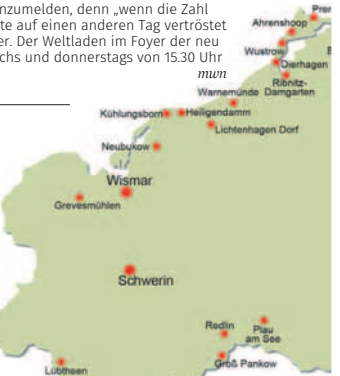 nzumelden, denn „wenn die Zahl
te auf einen anderen Tag vertröstet
er. Der Weltladen im Foyer der neu
chs und donnerstags von 15.30 Uhr
mwn
Prer
Ahrenshoop
Wustrow
Dierhagen
Ribnitz-
Damgarten
Warnemünde
Kühlungsborn
Heiligendamm
Lichtenhagen Dorf
Neubukow
Wismar
Grevesmühlen
Schwerin
Redlin
Plau
am See
Groß Pankow
Lübtheen